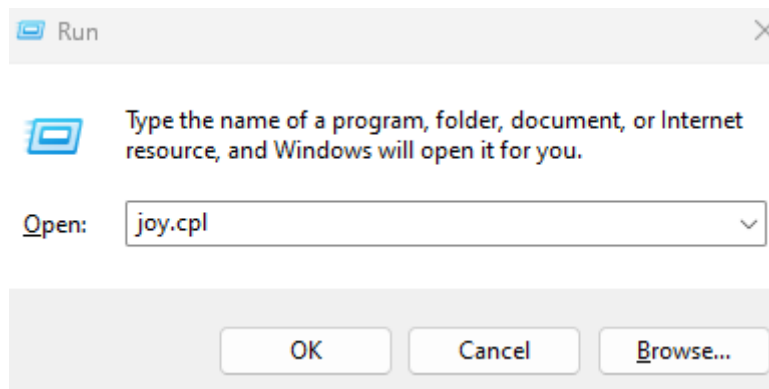 Run
Type the name of a program, folder, document, or Internet
resource, and Windows will open it for you.
Open: joy.cpl
OK Cancel Browse...